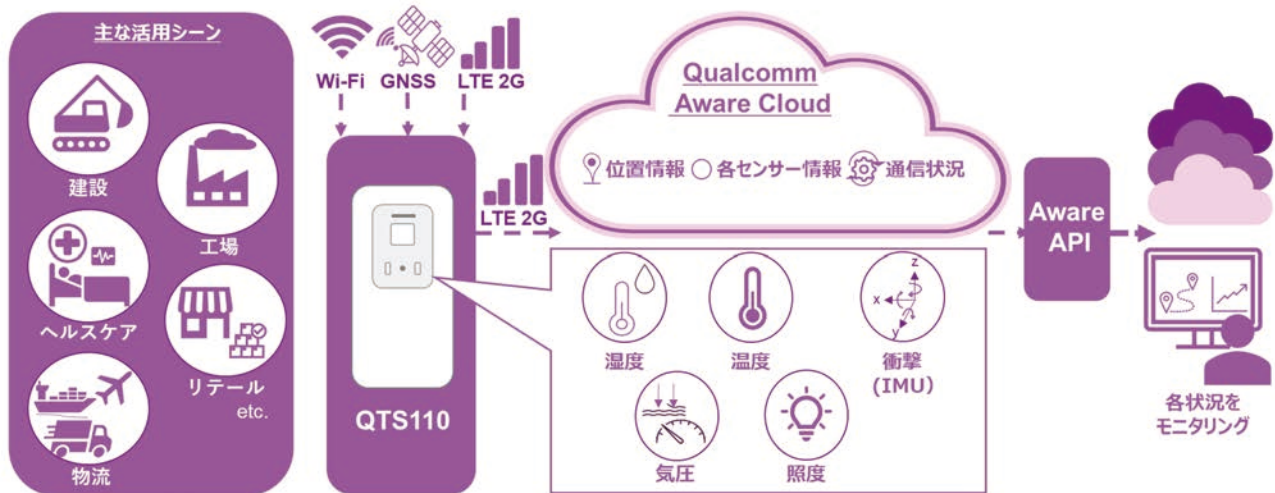 主な活用シーン
建設
工場
ヘルスケア
リテール
etc.
物流
Wi-Fi
GNSS
LTE 2G
QTS110
LTE 2G
Qualcomm
Aware Cloud
位置情報
各センサー情報
通信状況
湿度
温度
z
x
y
衝撃
(IMU)
気圧
照度
Aware
API
各状況を
モニタリング